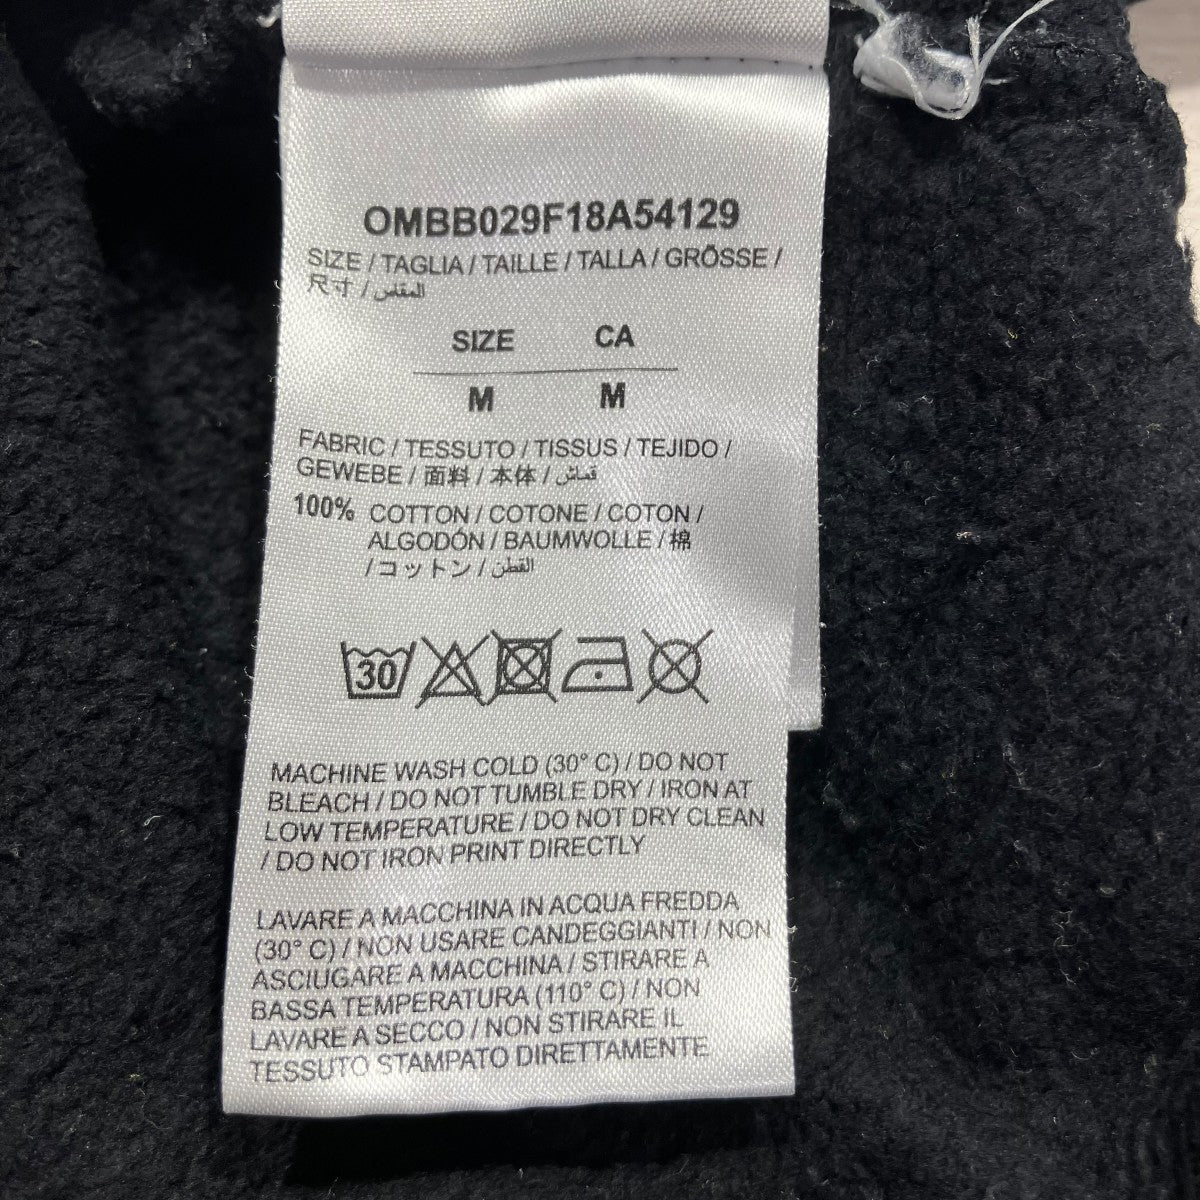 OMBB029F18A54129
SIZE / TAGLIA / TAILLE / TALLA / GRÖSSE /
尺寸 / المقاس
SIZE CA
M M
FABRIC / TESSUTO / TISSUS / TEJIDO /
GEWEBE / 面料 / 本体 / قماش
100% COTTON / COTONE / COTON /
ALGODÓN / BAUMWOLLE / 棉
/ コットン / القطن
30
MACHINE WASH COLD (30° C) / DO NOT
BLEACH / DO NOT TUMBLE DRY / IRON AT
LOW TEMPERATURE / DO NOT DRY CLEAN
/ DO NOT IRON PRINT DIRECTLY
LAVARE A MACCHINA IN ACQUA FREDDA
(30° C) / NON USARE CANDEGGIANTI / NON
ASCIUGARE A MACCHINA / STIRARE A
BASSA TEMPERATURA (110° C) / NON
LAVARE A SECCO / NON STIRARE IL
TESSUTO STAMPATO DIRETTAMENTE